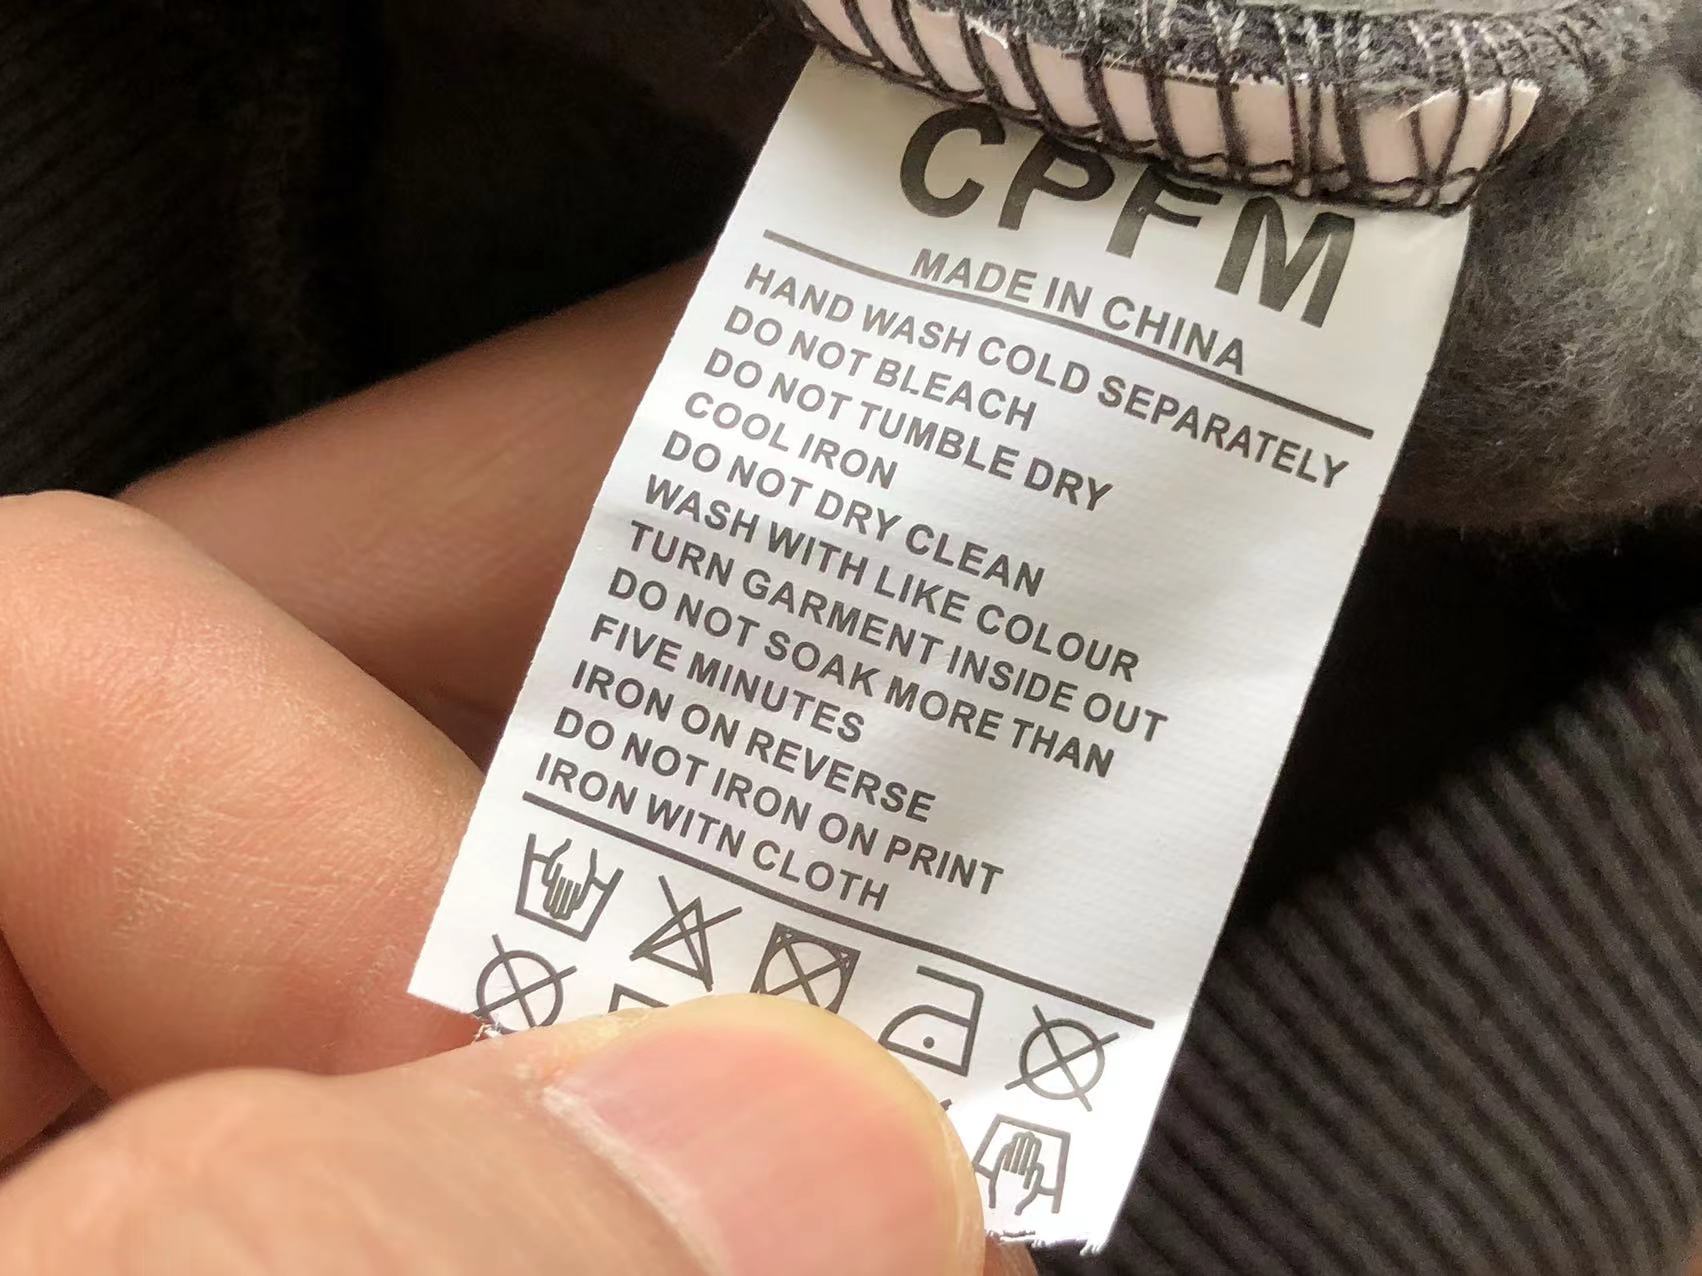 CPFM
MADE IN CHINA
HAND WASH COLD SEPARATELY
DO NOT BLEACH
DO NOT TUMBLE DRY
COOL IRON
DO NOT DRY CLEAN
WASH WITH LIKE COLOUR
TURN GARMENT INSIDE OUT
DO NOT SOAK MORE THAN
FIVE MINUTES
IRON ON REVERSE
DO NOT IRON ON PRINT
IRON WITN CLOTH